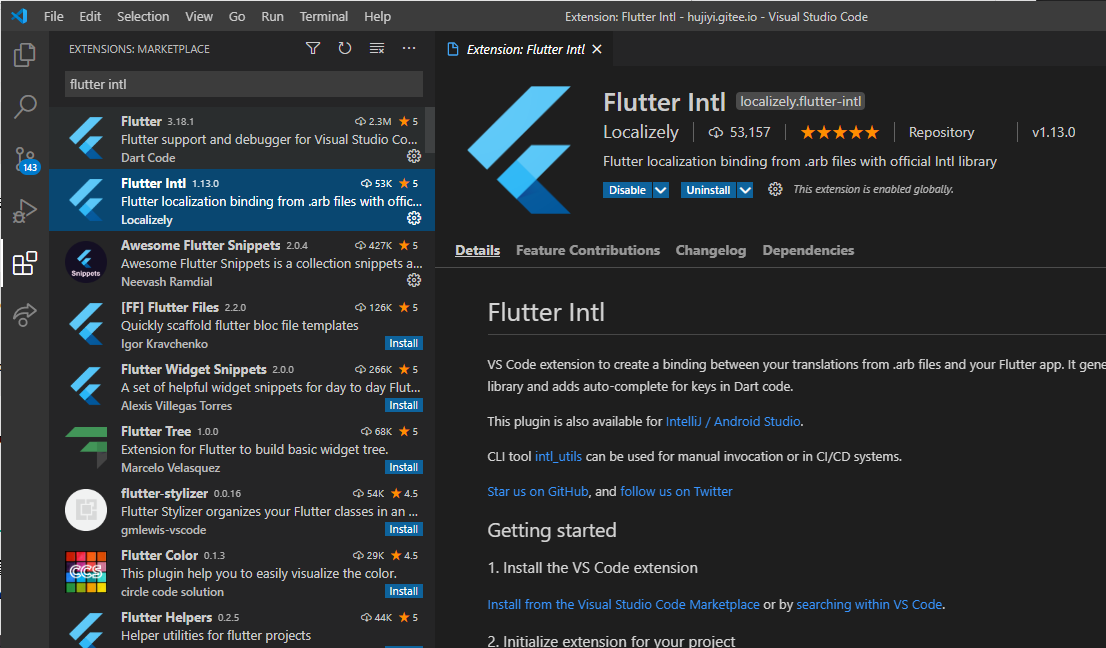 File Edit Selection View Go Run Terminal Help
Extension: Flutter Intl - hujiyi.gitee.io - Visual Studio Code
EXTENSIONS: MARKETPLACE
flutter intl
143
Flutter 3.18.1 2.3M 5
Flutter support and debugger for Visual Studio Co...
Dart Code
Flutter Intl 1.13.0 53K 5
Flutter localization binding from .arb files with offic...
Localizely
Awesome Flutter Snippets 2.0.4 427K 5
Awesome Flutter Snippets is a collection snippets a...
Neevash Ramdial
Snippets
[FF] Flutter Files 2.2.0 126K 5
Quickly scaffold flutter bloc file templates
Igor Kravchenko Install
Flutter Widget Snippets 2.0.0 266K 5
A set of helpful widget snippets for day to day Flut...
Alexis Villegas Torres Install
Flutter Tree 1.0.0 68K 5
Extension for Flutter to build basic widget tree.
Marcelo Velasquez Install
flutter-stylizer 0.0.16 54K 4.5
Flutter Stylizer organizes your Flutter classes in an ...
gmlewis-vscode Install
Flutter Color 0.1.3 29K 4.5
This plugin help you to easily visualize the color.
circle code solution Install
CCS
Flutter Helpers 0.2.5 44K 5
Helper utilities for flutter projects
Extension: Flutter Intl
Flutter Intl localizely.flutter-intl
Localizely 53,157 Repository v1.13.0
Flutter localization binding from .arb files with official Intl library
Disable Uninstall This extension is enabled globally.
Details Feature Contributions Changelog Dependencies
Flutter Intl
VS Code extension to create a binding between your translations from .arb files and your Flutter app. It gene
library and adds auto-complete for keys in Dart code.
This plugin is also available for IntelliJ / Android Studio.
CLI tool intl_utils can be used for manual invocation or in CI/CD systems.
Star us on GitHub, and follow us on Twitter
Getting started
1. Install the VS Code extension
Install from the Visual Studio Code Marketplace or by searching within VS Code.
2. Initialize extension for your project